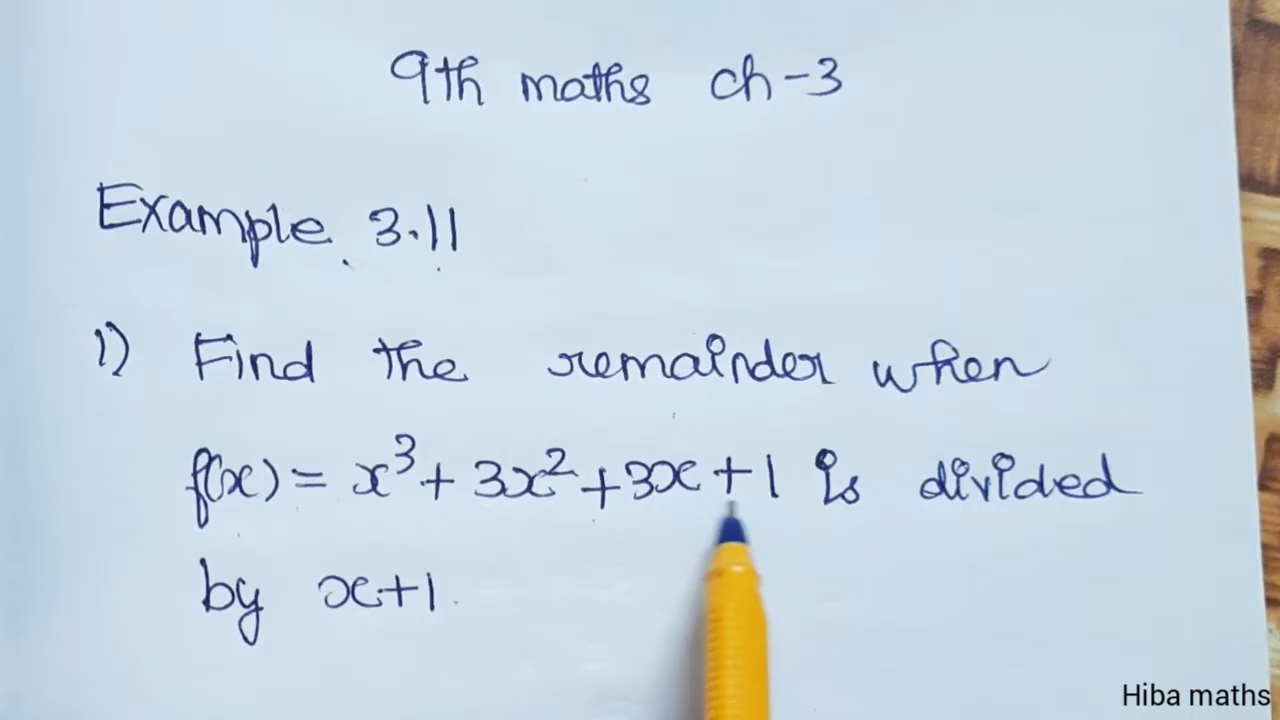 9th maths ch-3
Example 3.11
1) Find the remainder when
f(x) = x³ + 3x² + 3x + 1 is divided
by x+1.
Hiba maths